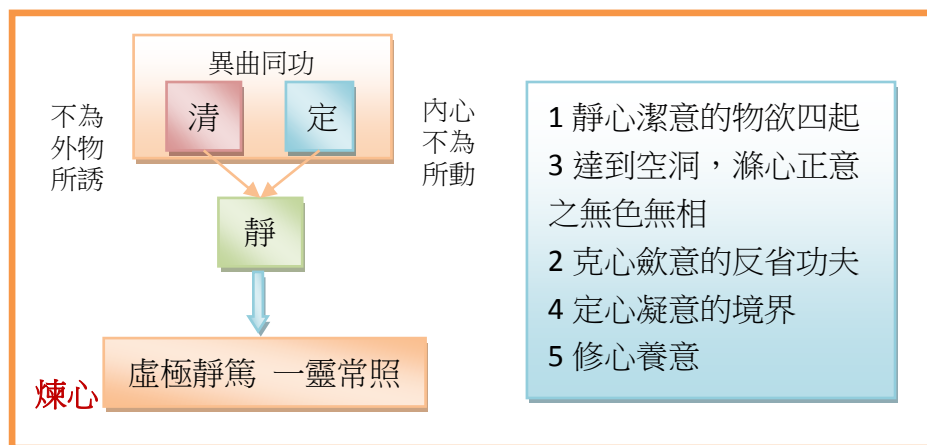 異曲同功
清 定
不為
外物
所誘
內心
不為
所動
靜
虛極靜篤 一靈常照
煉心
1 靜心潔意的物欲四起
3 達到空洞，滌心正意
之無色無相
2 克心斂意的反省功夫
4 定心凝意的境界
5 修心養意